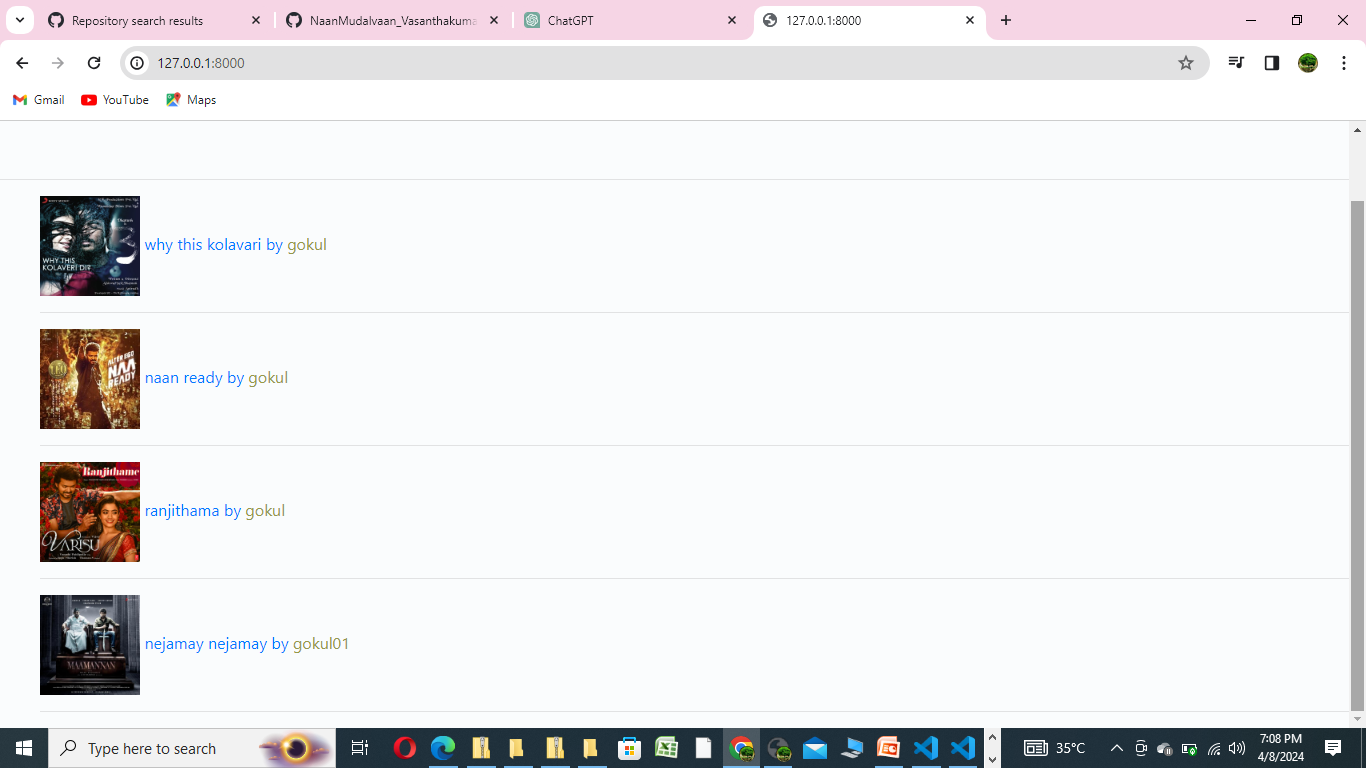 Repository search results
NaanMudalvaan_Vasanthakuma
ChatGPT
127.0.0.1:8000
127.0.0.1:8000
Gmail
YouTube
Maps
WHY THIS
KOLAVERI DI?
why this kolavari by gokul
ALTER EGO
NAA
READY
naan ready by gokul
Ranjithame
VARISU
ranjithama by gokul
MAAMANNAN
nejamay nejamay by gokul01
Type here to search
35°C
7:08 PM
4/8/2024